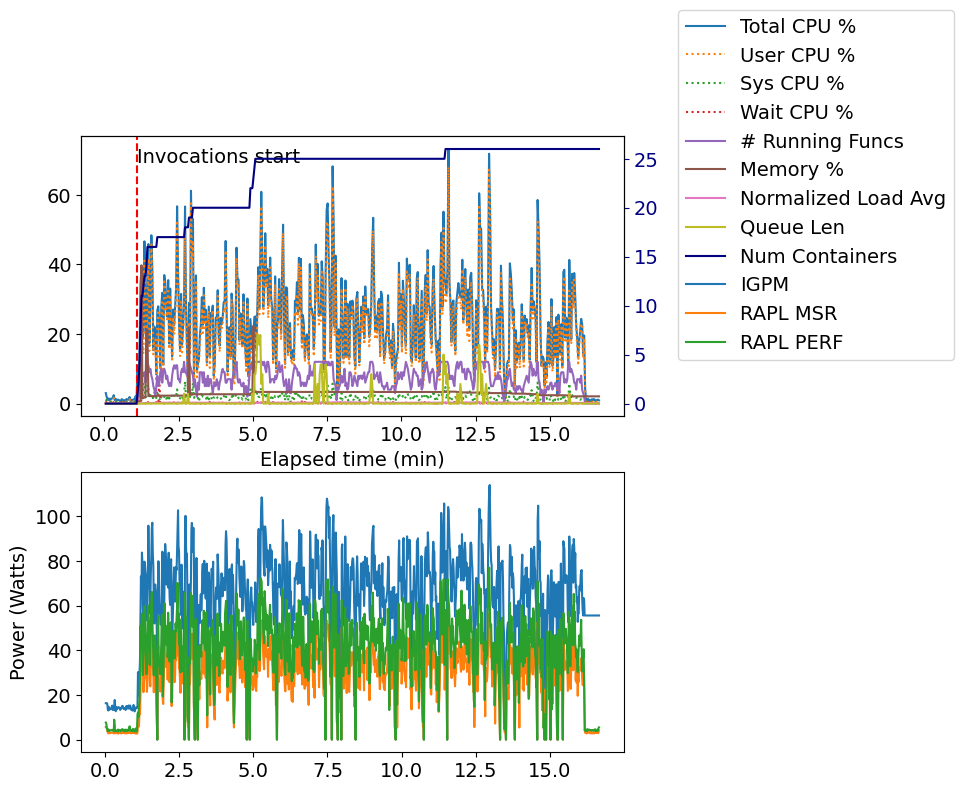 Total CPU %
User CPU %
Sys CPU %
Wait CPU %
# Running Funcs
Memory %
Normalized Load Avg
Queue Len
Num Containers
IGPM
RAPL MSR
RAPL PERF
Invocations start
60
40
20
0
25
20
15
10
5
0
0.0 2.5 5.0 7.5 10.0 12.5 15.0
Elapsed time (min)
Power (Watts)
100
80
60
40
20
0
0.0 2.5 5.0 7.5 10.0 12.5 15.0